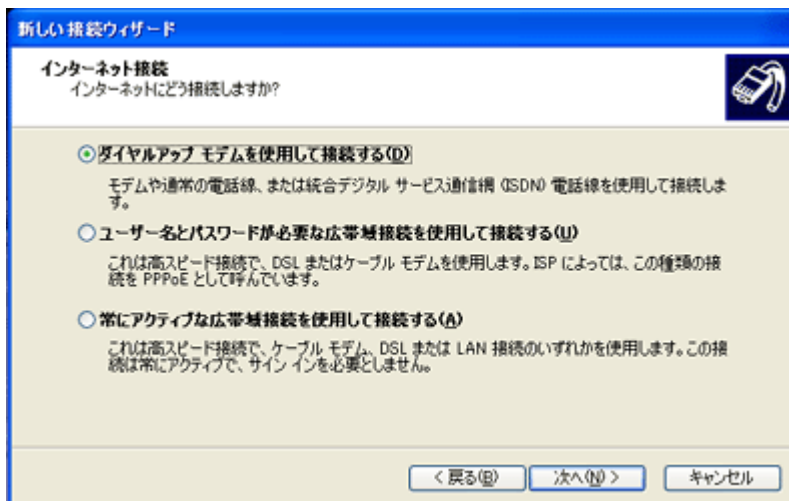 新しい接続ウィザード
インターネット接続
インターネットにどう接続しますか?
ダイヤルアップ モデムを使用して接続する(D)
モデムや通常の電話線、または統合デジタル サービス通信網 (ISDN) 電話線を使用して接続しま
す。
ユーザー名とパスワードが必要な広帯域接続を使用して接続する(U)
これは高スピード接続で、DSL またはケーブル モデムを使用します。ISP によっては、この種類の接
続を PPPoE として呼んでいます。
常にアクティブな広帯域接続を使用して接続する(A)
これは高スピード接続で、ケーブル モデム、DSL または LAN 接続のいずれかを使用します。この接
続は常にアクティブで、サイン インを必要としません。
< 戻る(B) 次へ(N) > キャンセル